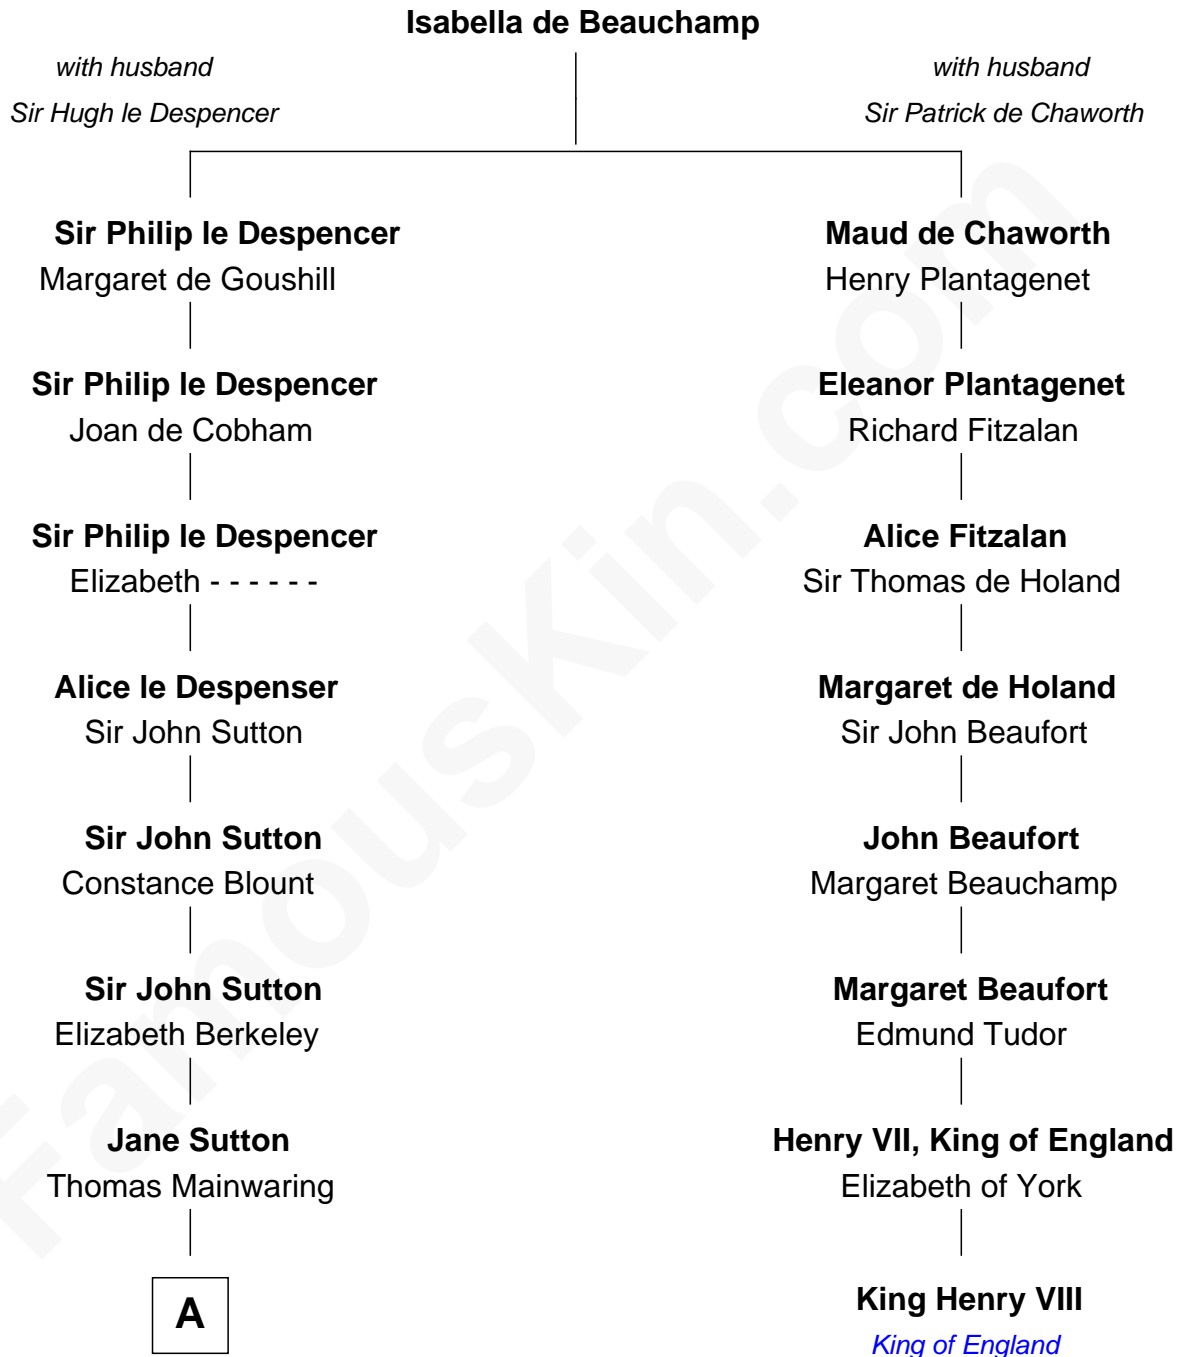 Isabella de Beauchamp
with husband
Sir Hugh le Despencer
with husband
Sir Patrick de Chaworth
Sir Philip le Despencer
Margaret de Goushill
Maud de Chaworth
Henry Plantagenet
Sir Philip le Despencer
Joan de Cobham
Eleanor Plantagenet
Richard Fitzalan
Sir Philip le Despencer
Elizabeth - - - - - -
Alice Fitzalan
Sir Thomas de Holand
Alice le Despenser
Sir John Sutton
Margaret de Holand
Sir John Beaufort
Sir John Sutton
Constance Blount
John Beaufort
Margaret Beauchamp
Sir John Sutton
Elizabeth Berkeley
Margaret Beaufort
Edmund Tudor
Jane Sutton
Thomas Mainwaring
Henry VII, King of England
Elizabeth of York
A
King Henry VIII
King of England
FamousKin.com